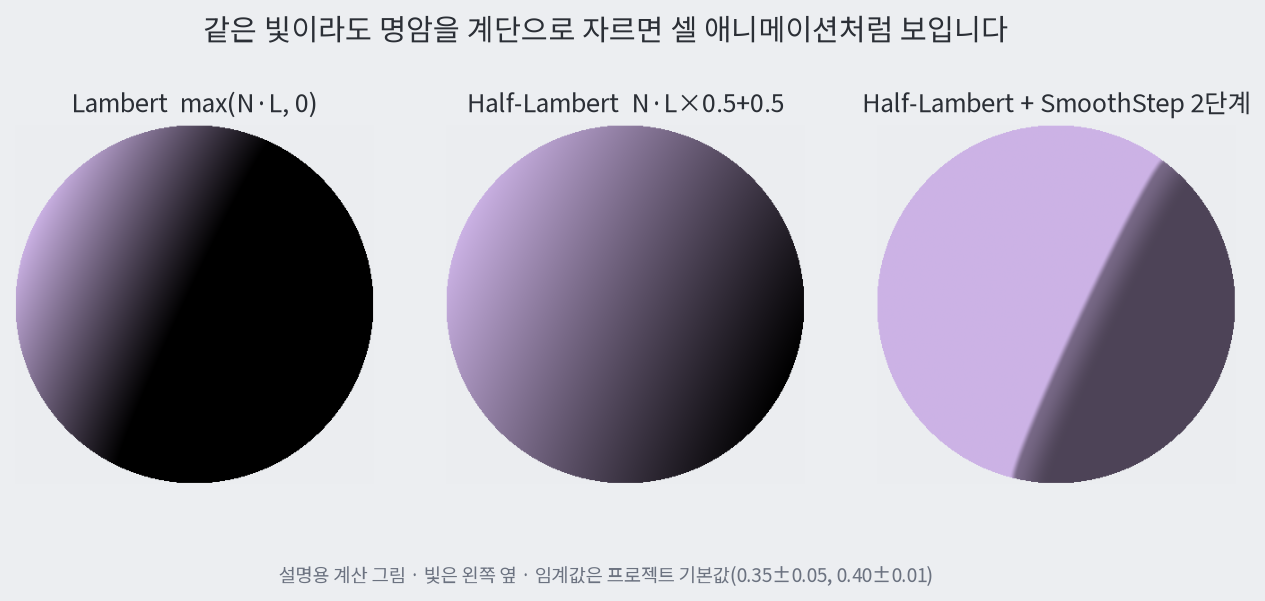 같은 빛이라도 명암을 계단으로 자르면 셀 애니메이션처럼 보입니다
Lambert  max(N·L, 0)
Half-Lambert  N·L×0.5+0.5
Half-Lambert + SmoothStep 2단계
설명용 계산 그림 · 빛은 왼쪽 옆 · 임계값은 프로젝트 기본값(0.35±0.05, 0.40±0.01)